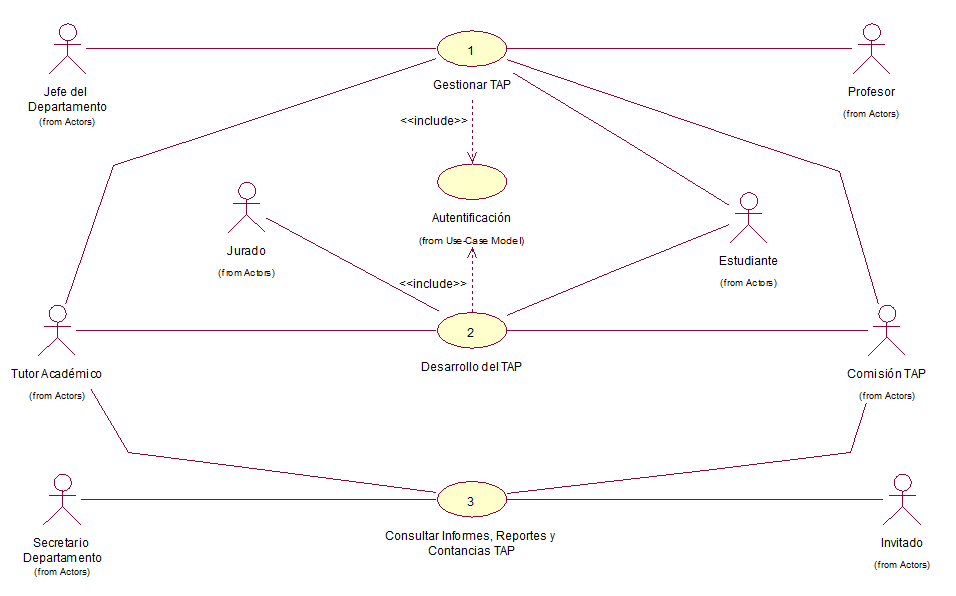 1
Gestionar TAP
Jefe del
Departamento
(from Actors)
Profesor
(from Actors)
<<include>>
Autentificación
(from Use-Case Model)
Jurado
(from Actors)
Estudiante
(from Actors)
<<include>>
2
Desarrollo del TAP
Tutor Académico
(from Actors)
Comisión TAP
(from Actors)
3
Consultar Informes, Reportes y
Contancias TAP
Secretario
Departamento
(from Actors)
Invitado
(from Actors)